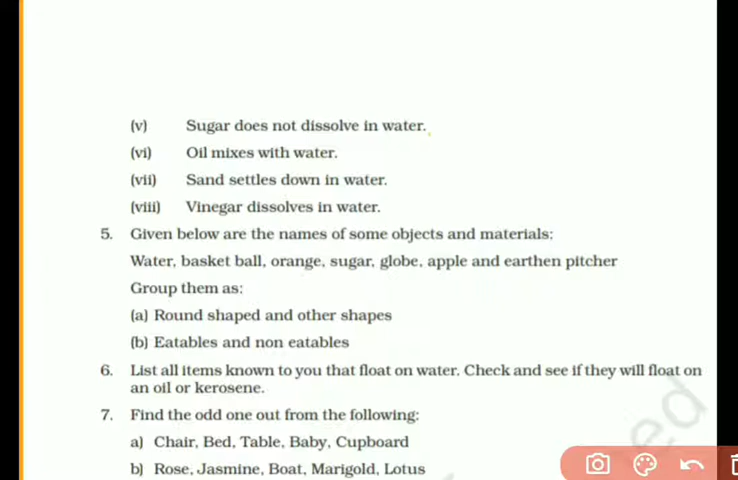 (v) Sugar does not dissolve in water.
(vi) Oil mixes with water.
(vii) Sand settles down in water.
(viii) Vinegar dissolves in water.
5. Given below are the names of some objects and materials:
Water, basket ball, orange, sugar, globe, apple and earthen pitcher
Group them as:
(a) Round shaped and other shapes
(b) Eatables and non eatables
6. List all items known to you that float on water. Check and see if they will float on
an oil or kerosene.
7. Find the odd one out from the following:
a) Chair, Bed, Table, Baby, Cupboard
b) Rose, Jasmine, Boat, Marigold, Lotus
ed